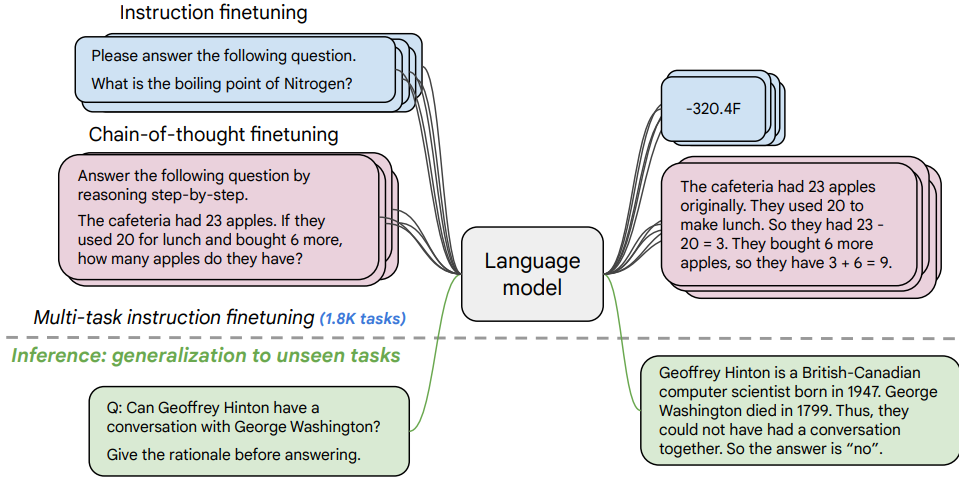 Instruction finetuning
Please answer the following question.
What is the boiling point of Nitrogen?
-320.4F
Chain-of-thought finetuning
Answer the following question by
reasoning step-by-step.
The cafeteria had 23 apples. If they
used 20 for lunch and bought 6 more,
how many apples do they have?
Language
model
The cafeteria had 23 apples
originally. They used 20 to
make lunch. So they had 23 -
20 = 3. They bought 6 more
apples, so they have 3 + 6 = 9.
Multi-task instruction finetuning (1.8K tasks)
Inference: generalization to unseen tasks
Q: Can Geoffrey Hinton have a
conversation with George Washington?
Give the rationale before answering.
Geoffrey Hinton is a British-Canadian
computer scientist born in 1947. George
Washington died in 1799. Thus, they
could not have had a conversation
together. So the answer is “no”.